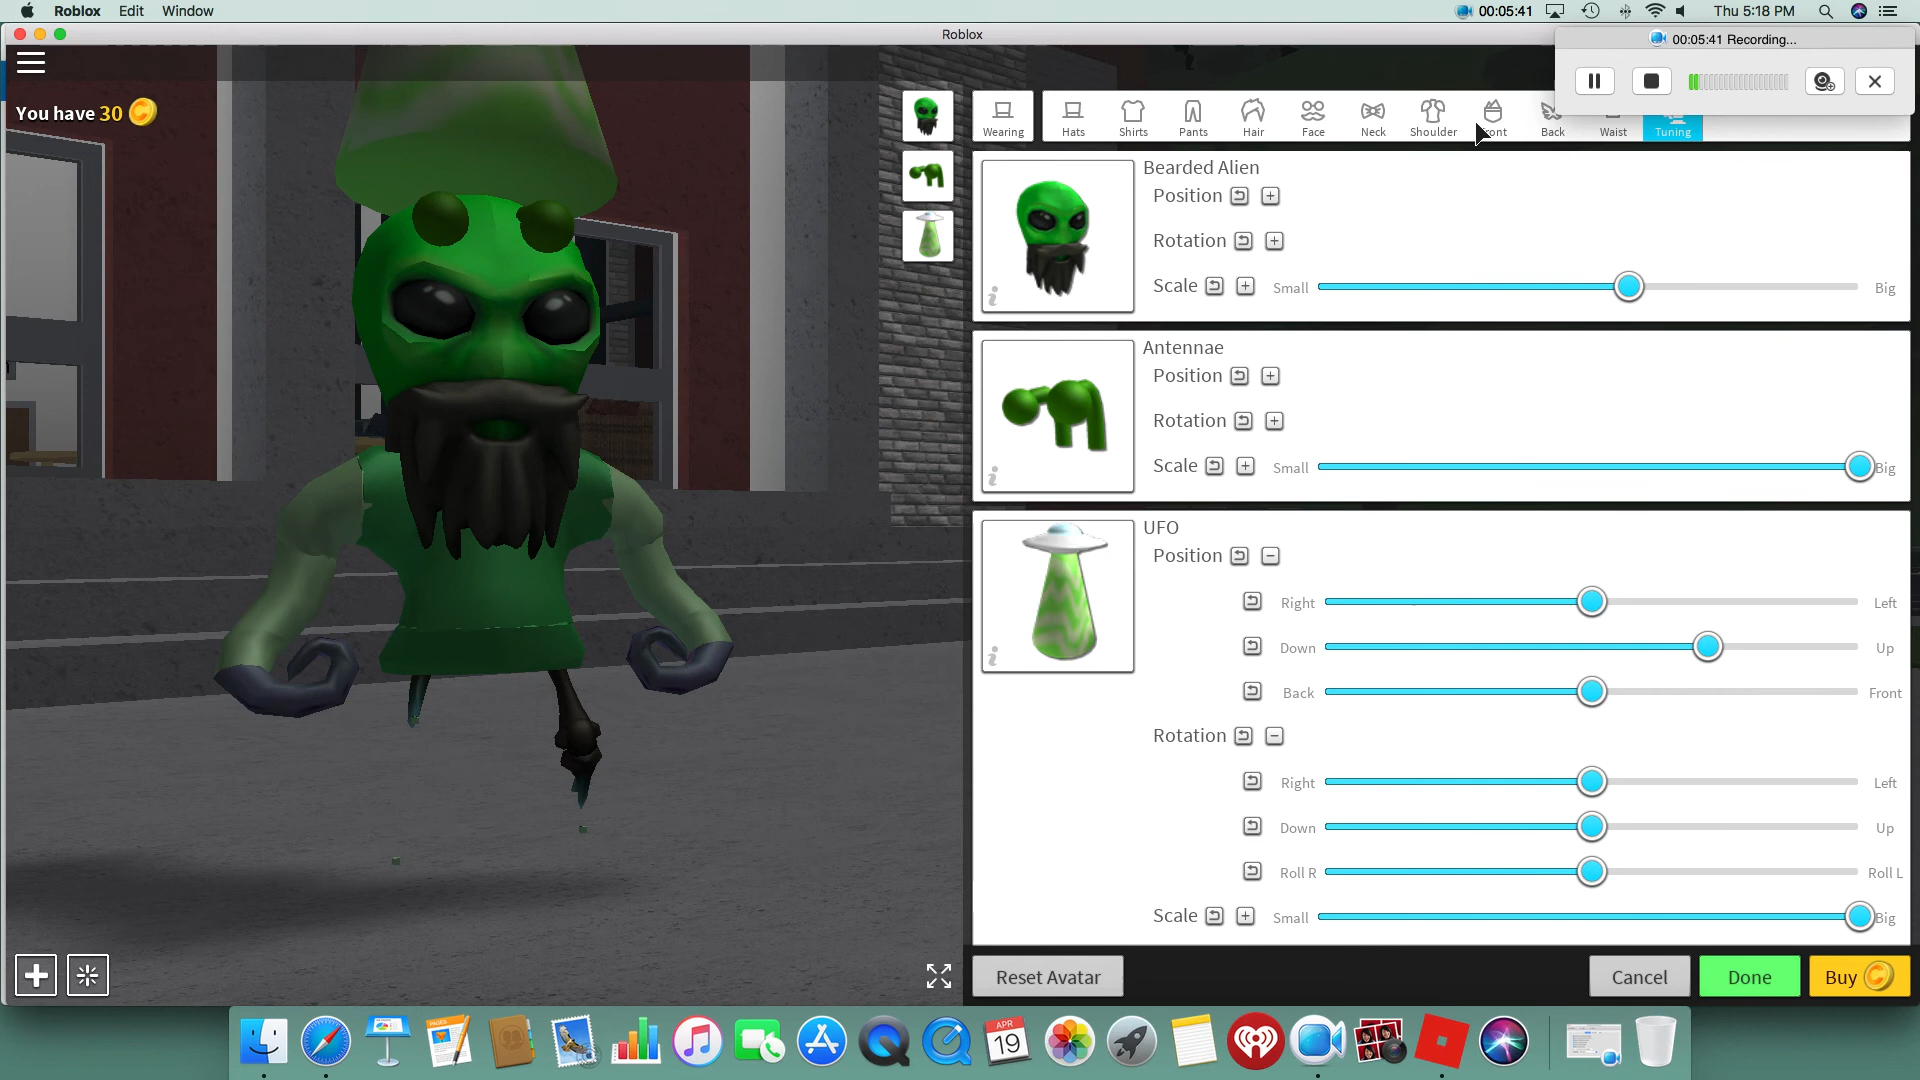 Roblox Edit Window 00:05:41 Thu 5:18 PM
Roblox
00:05:41 Recording...
You have 30
Wearing Hats Shirts Pants Hair Face Neck Shoulder Back Waist Tuning
Bearded Alien
Position
Rotation
Scale Small Big
Antennae
Position
Rotation
Scale Small Big
UFO
Position
Right Left
Down Up
Back Front
Rotation
Right Left
Down Up
Roll R Roll L
Scale Small Big
Reset Avatar Cancel Done Buy
PAGES
APR
19